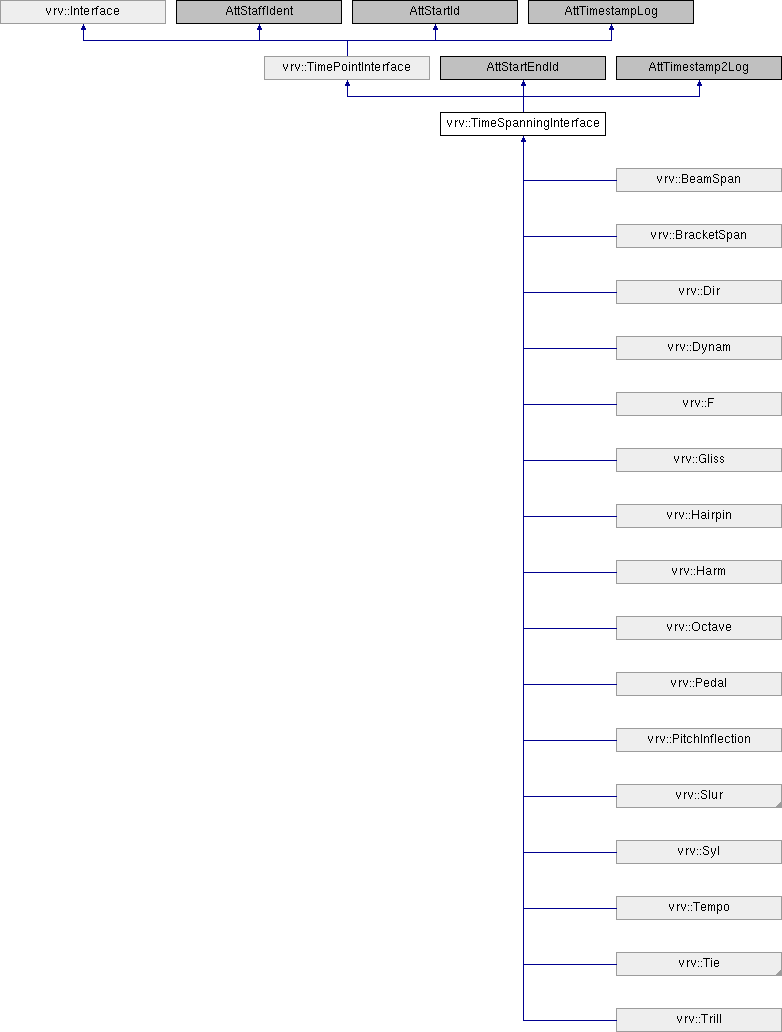 vrv::Interface
AttStaffIdent
AttStartId
AttTimestampLog
vrv::TimePointInterface
AttStartEndId
AttTimestamp2Log
vrv::TimeSpanningInterface
vrv::BeamSpan
vrv::BracketSpan
vrv::Dir
vrv::Dynam
vrv::F
vrv::Gliss
vrv::Hairpin
vrv::Harm
vrv::Octave
vrv::Pedal
vrv::PitchInflection
vrv::Slur
vrv::Syl
vrv::Tempo
vrv::Tie
vrv::Trill